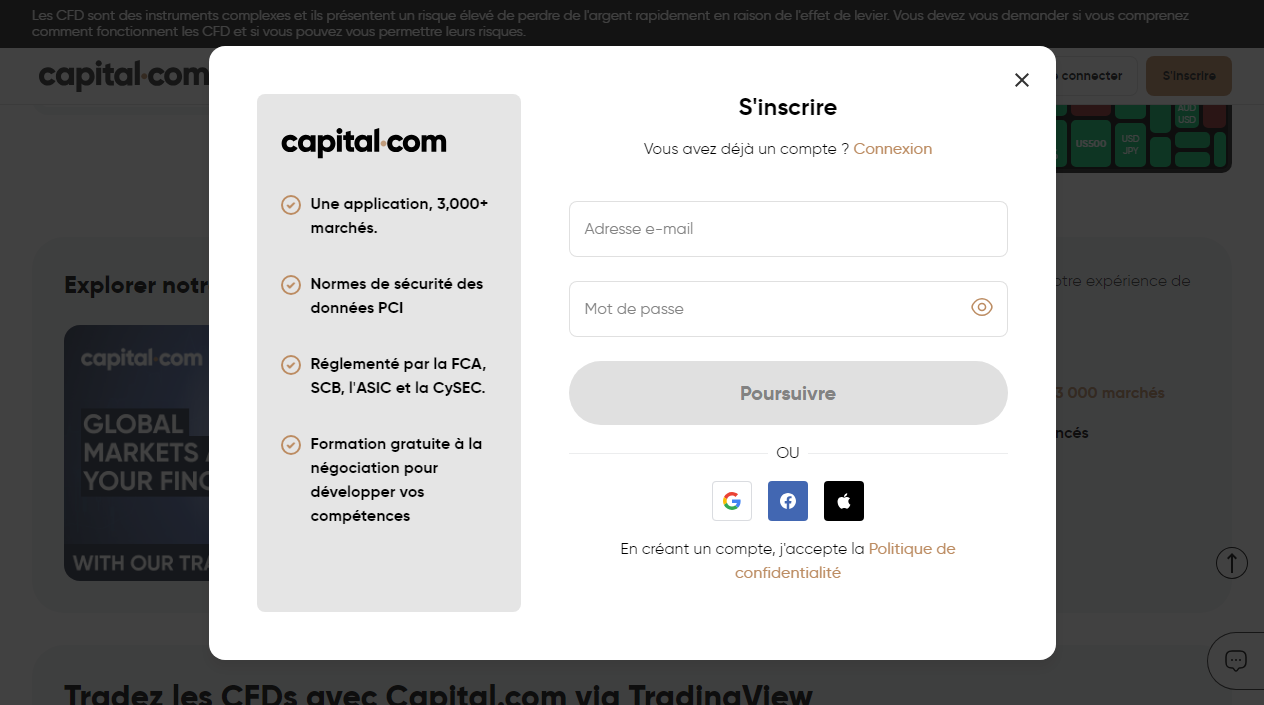 Les CFD sont des instruments complexes et ils présentent un risque élevé de perdre de l'argent rapidement en raison de l'effet de levier. Vous devez vous demander si vous comprenez
comment fonctionnent les CFD et si vous pouvez vous permettre leurs risques.
capital.com
connecter
S'inscrire
AUD
USD
US500
USD
JPY
capital.com
Une application, 3,000+
marchés.
Normes de sécurité des
données PCI
Réglementé par la FCA,
SCB, l'ASIC et la CySEC.
Formation gratuite à la
négociation pour
développer vos
compétences
S'inscrire
Vous avez déjà un compte ? Connexion
Adresse e-mail
Mot de passe
Poursuivre
OU
En créant un compte, j'accepte la Politique de
confidentialité
Explorer
expérience de
capital.com
GLOBAL
MARKETS
YOUR
WITH OUR
3 000 marchés
Tradez les CFDs avec Capital.com via TradingView